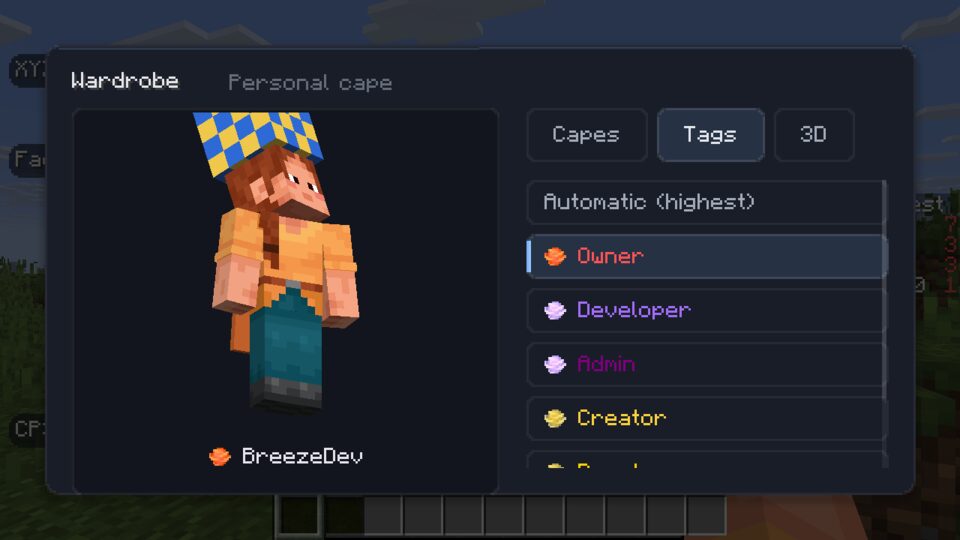 Wardrobe
Personal cape
Capes
Tags
3D
Automatic (highest)
Owner
Developer
Admin
Creator
BreezeDev